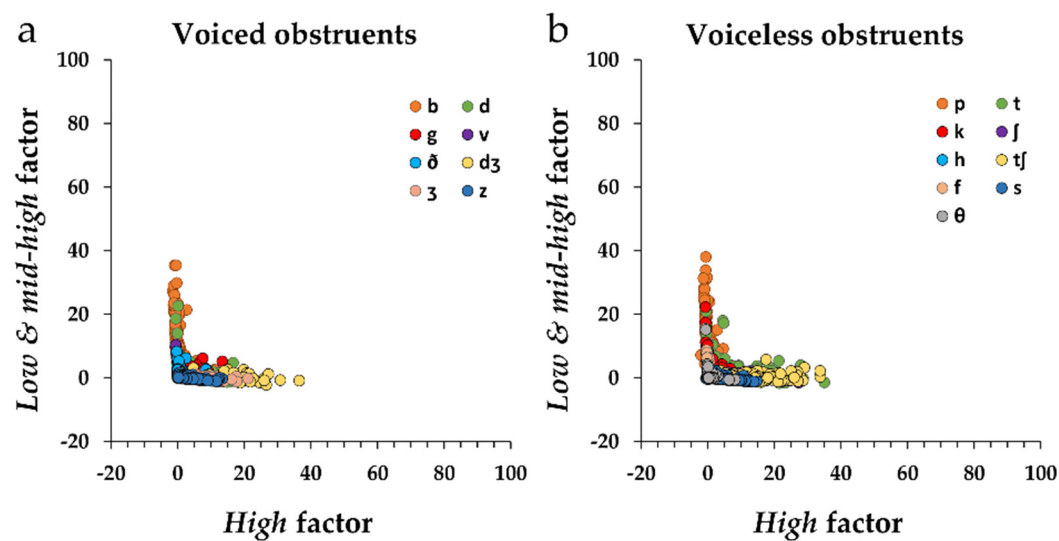 a
Voiced obstruents
Low & mid-high factor
100
80
60
40
20
0
-20
-20 0 20 40 60 80 100
High factor
b d
g v
ð dʒ
ʒ z
b
Voiceless obstruents
Low & mid-high factor
100
80
60
40
20
0
-20
-20 0 20 40 60 80 100
High factor
p t
k ʃ
h tʃ
f s
θ